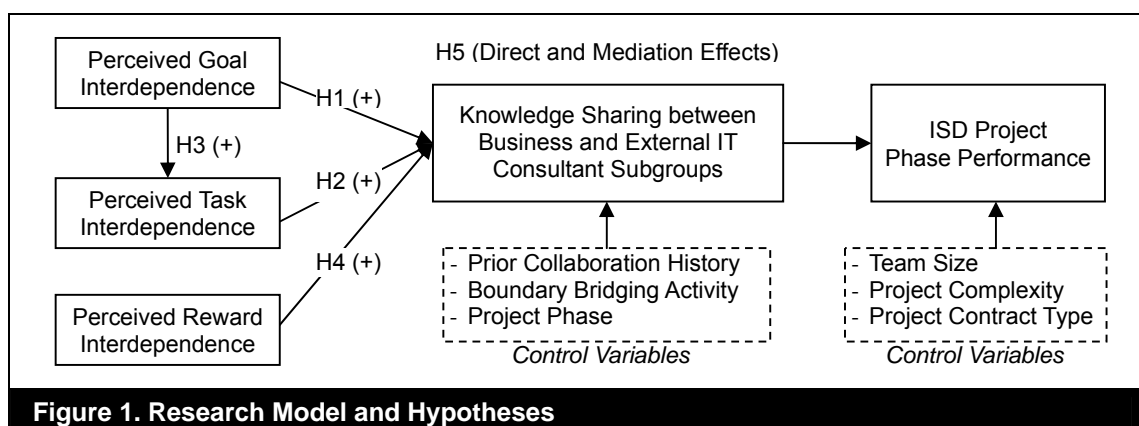 H5 (Direct and Mediation Effects)
Perceived Goal
Interdependence
H1 (+)
H3 (+)
Perceived Task
Interdependence
H2 (+)
H4 (+)
Perceived Reward
Interdependence
Knowledge Sharing between
Business and External IT
Consultant Subgroups
ISD Project
Phase Performance
- Prior Collaboration History
- Boundary Bridging Activity
- Project Phase
Control Variables
- Team Size
- Project Complexity
- Project Contract Type
Control Variables
Figure 1. Research Model and Hypotheses